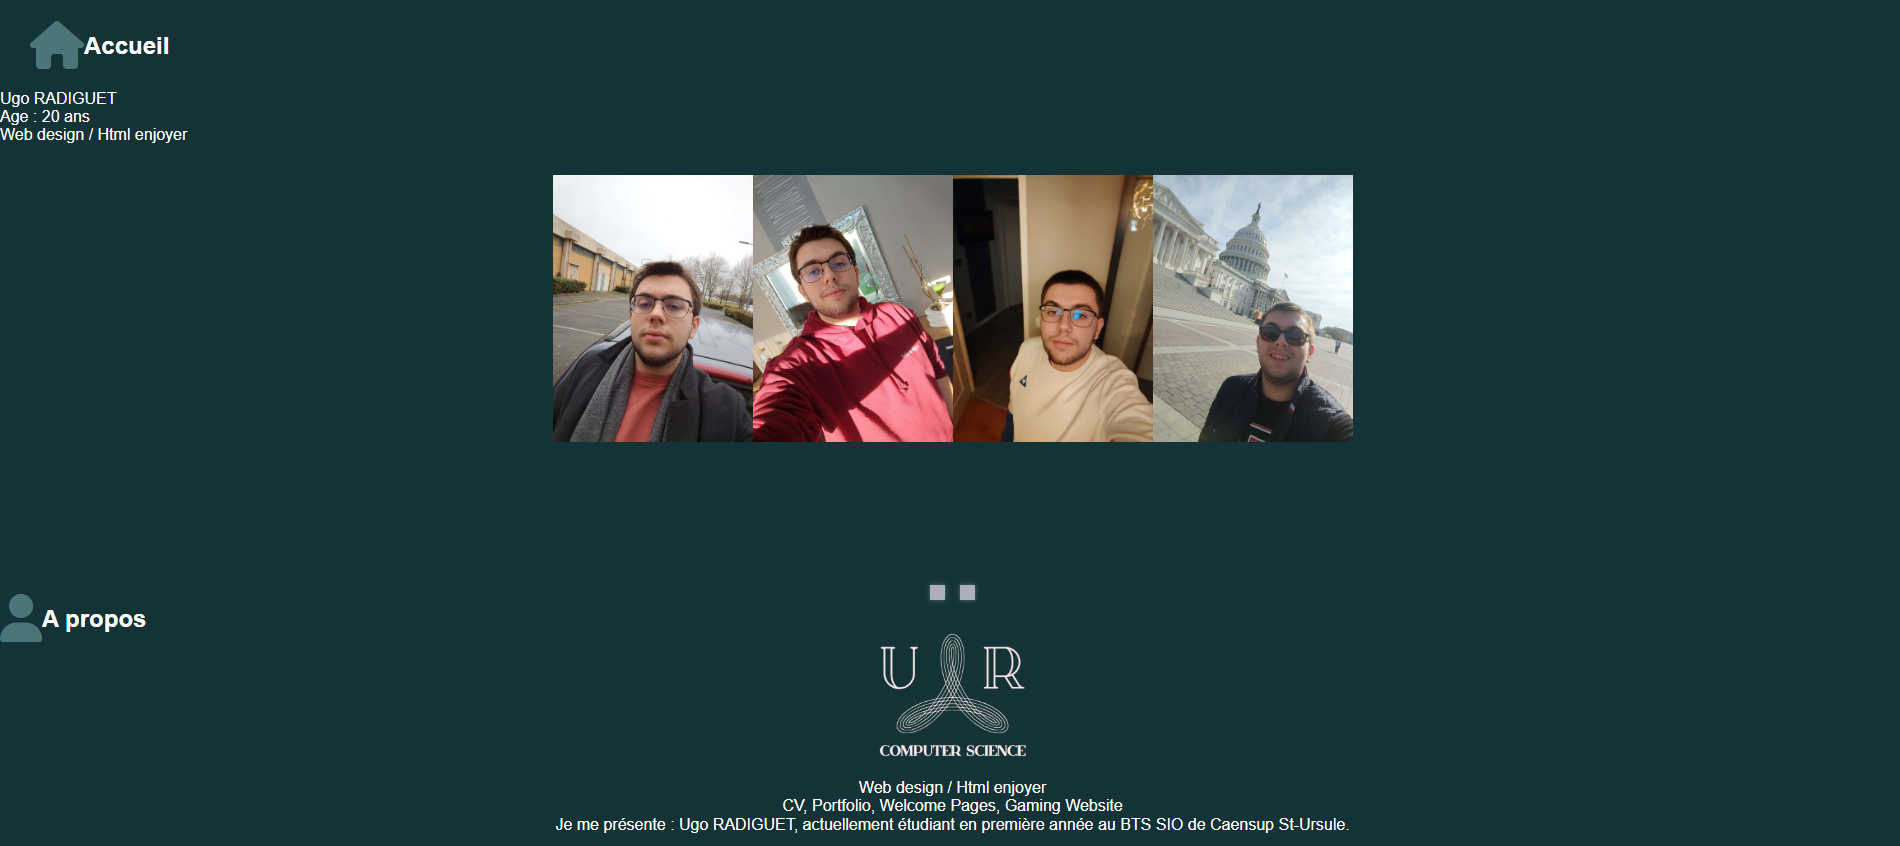 Accueil
Ugo RADIGUET
Age : 20 ans
Web design / Html enjoyer
A propos
U R
COMPUTER SCIENCE
Web design / Html enjoyer
CV, Portfolio, Welcome Pages, Gaming Website
Je me présente : Ugo RADIGUET, actuellement étudiant en première année au BTS SIO de Caensup St-Ursule.